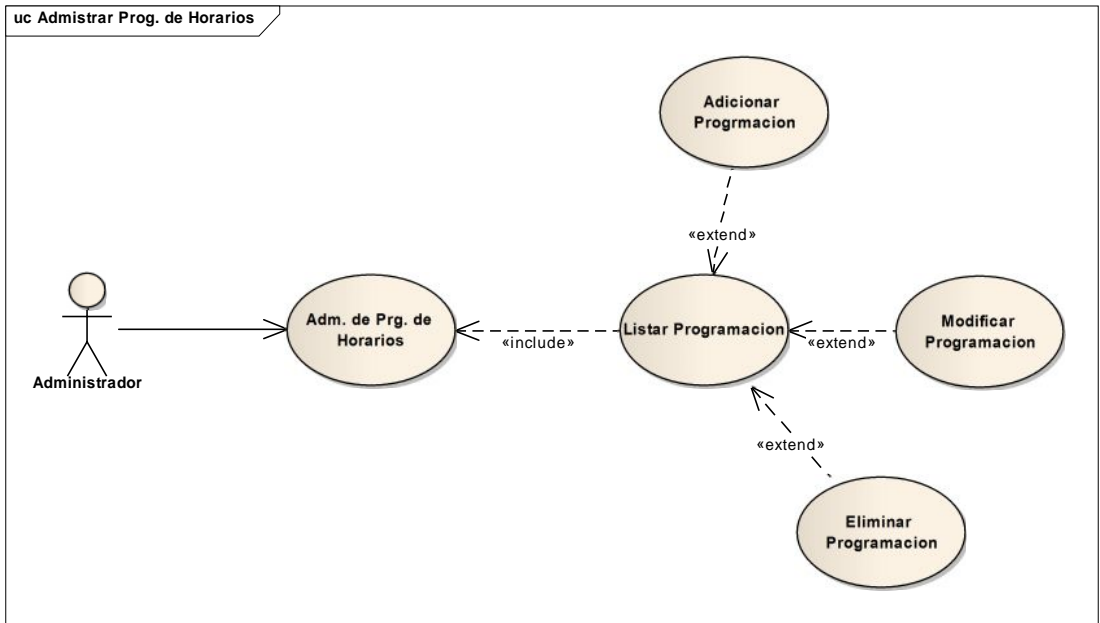 uc Admistrar Prog. de Horarios
Adicionar
Progrmacion
«extend»
Adm. de Prg. de
Horarios
«include»
Listar Programacion
«extend»
Modificar
Programacion
Administrador
«extend»
Eliminar
Programacion